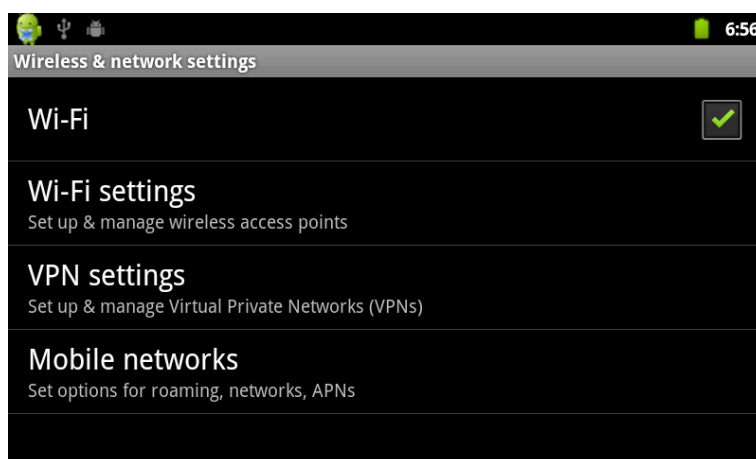 6:56
Wireless & network settings
Wi-Fi
Wi-Fi settings
Set up & manage wireless access points
VPN settings
Set up & manage Virtual Private Networks (VPNs)
Mobile networks
Set options for roaming, networks, APNs